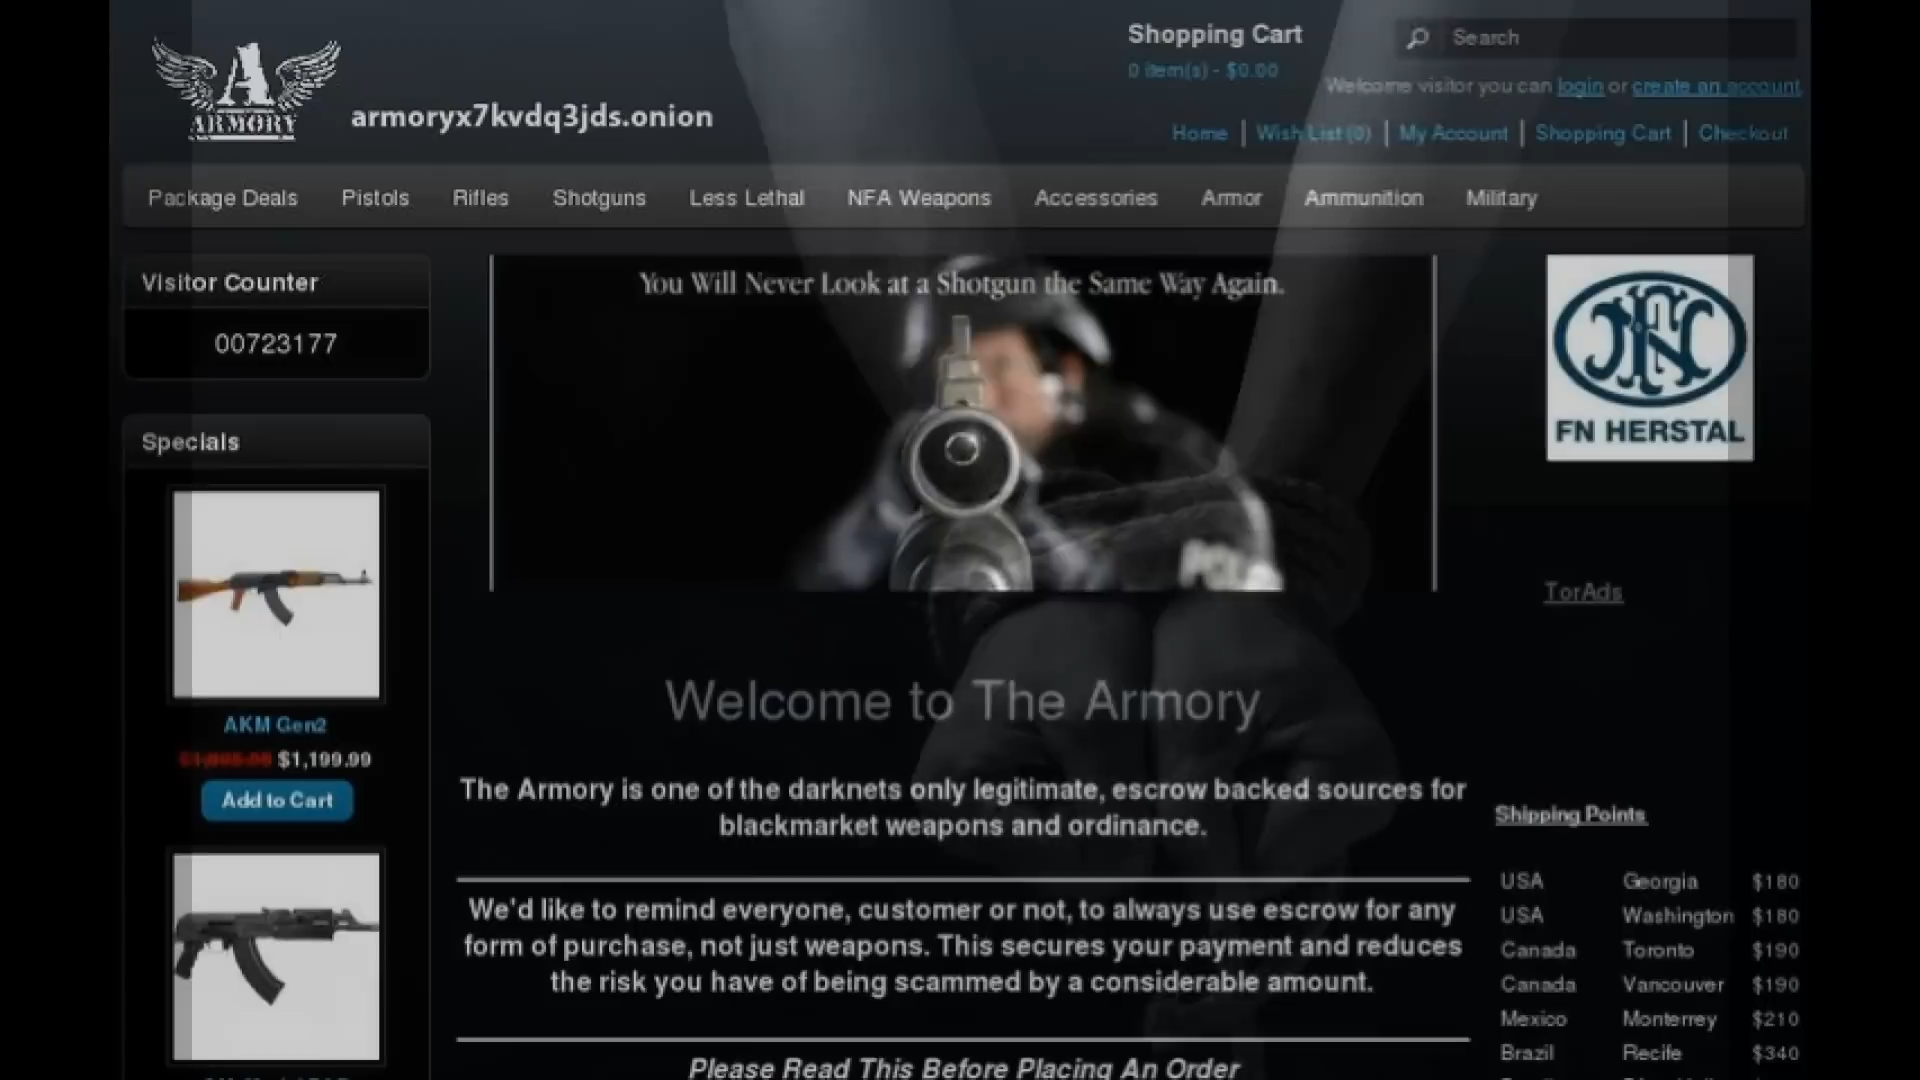 Shopping Cart
0 item(s) - $0.00
Search
Welcome visitor you can login or create an account.
A
ARMORY
armoryx7kvdq3jds.onion
Home | Wish List (0) | My Account | Shopping Cart | Checkout
Package Deals Pistols Rifles Shotguns Less Lethal NFA Weapons Accessories Armor Ammunition Military
Visitor Counter
00723177
Specials
AKM Gen2
$1,199.99
Add to Cart
You Will Never Look at a Shotgun the Same Way Again.
Welcome to The Armory
The Armory is one of the darknets only legitimate, escrow backed sources for
blackmarket weapons and ordinance.
We'd like to remind everyone, customer or not, to always use escrow for any
form of purchase, not just weapons. This secures your payment and reduces
the risk you have of being scammed by a considerable amount.
Please Read This Before Placing An Order
FN
FN HERSTAL
TorAds
Shipping Points
USA Georgia $180
USA Washington $180
Canada Toronto $190
Canada Vancouver $190
Mexico Monterrey $210
Brazil Recife $340